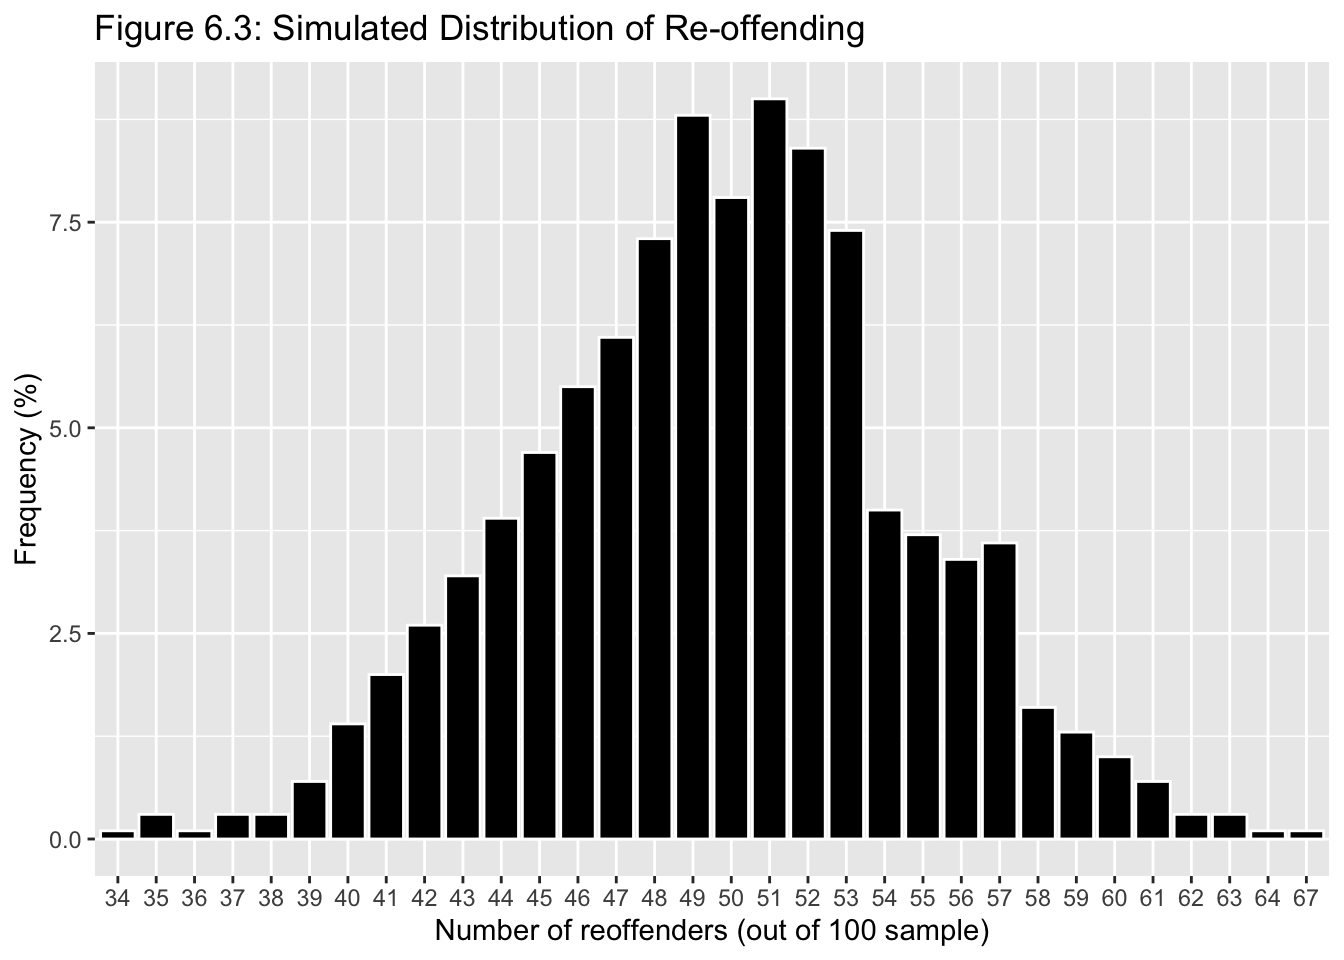 Figure 6.3: Simulated Distribution of Re-offending
Frequency (%)
7.5
5.0
2.5
0.0
34 35 36 37 38 39 40 41 42 43 44 45 46 47 48 49 50 51 52 53 54 55 56 57 58 59 60 61 62 63 64 67
Number of reoffenders (out of 100 sample)